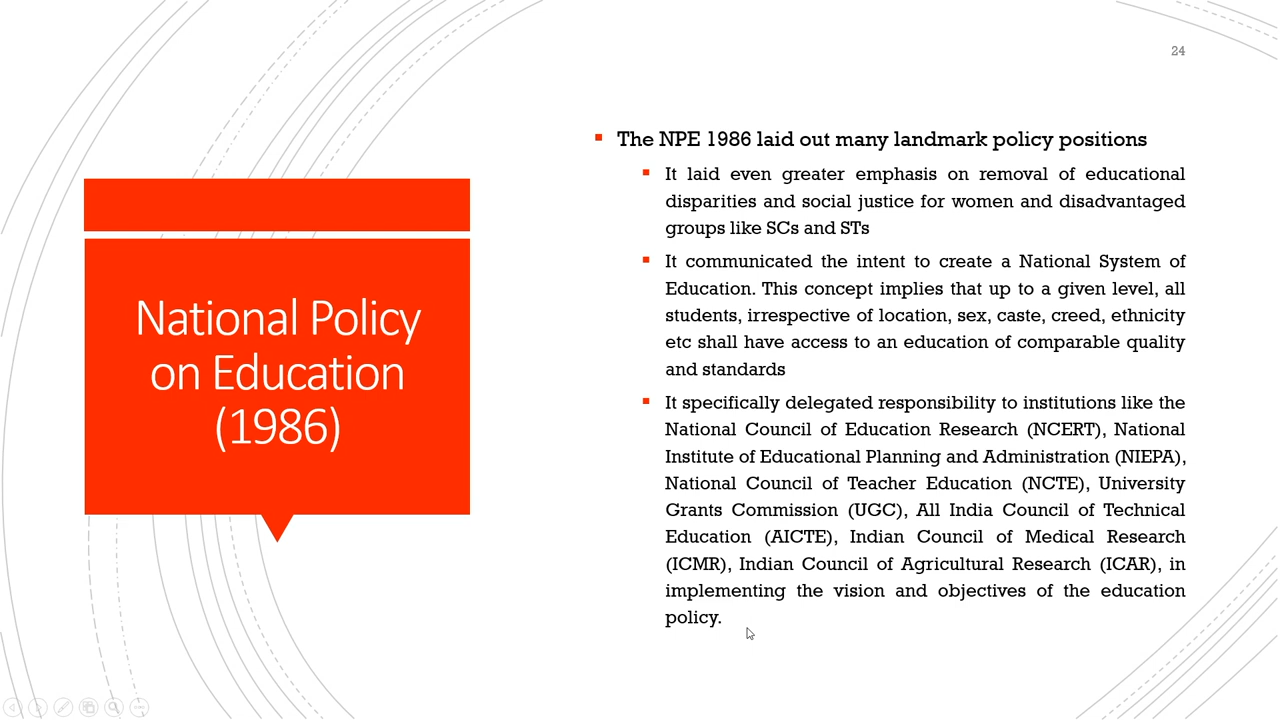 24
National Policy
on Education
(1986)
The NPE 1986 laid out many landmark policy positions
It laid even greater emphasis on removal of educational
disparities and social justice for women and disadvantaged
groups like SCs and STs
It communicated the intent to create a National System of
Education. This concept implies that up to a given level, all
students, irrespective of location, sex, caste, creed, ethnicity
etc shall have access to an education of comparable quality
and standards
It specifically delegated responsibility to institutions like the
National Council of Education Research (NCERT), National
Institute of Educational Planning and Administration (NIEPA),
National Council of Teacher Education (NCTE), University
Grants Commission (UGC), All India Council of Technical
Education (AICTE), Indian Council of Medical Research
(ICMR), Indian Council of Agricultural Research (ICAR), in
implementing the vision and objectives of the education
policy.